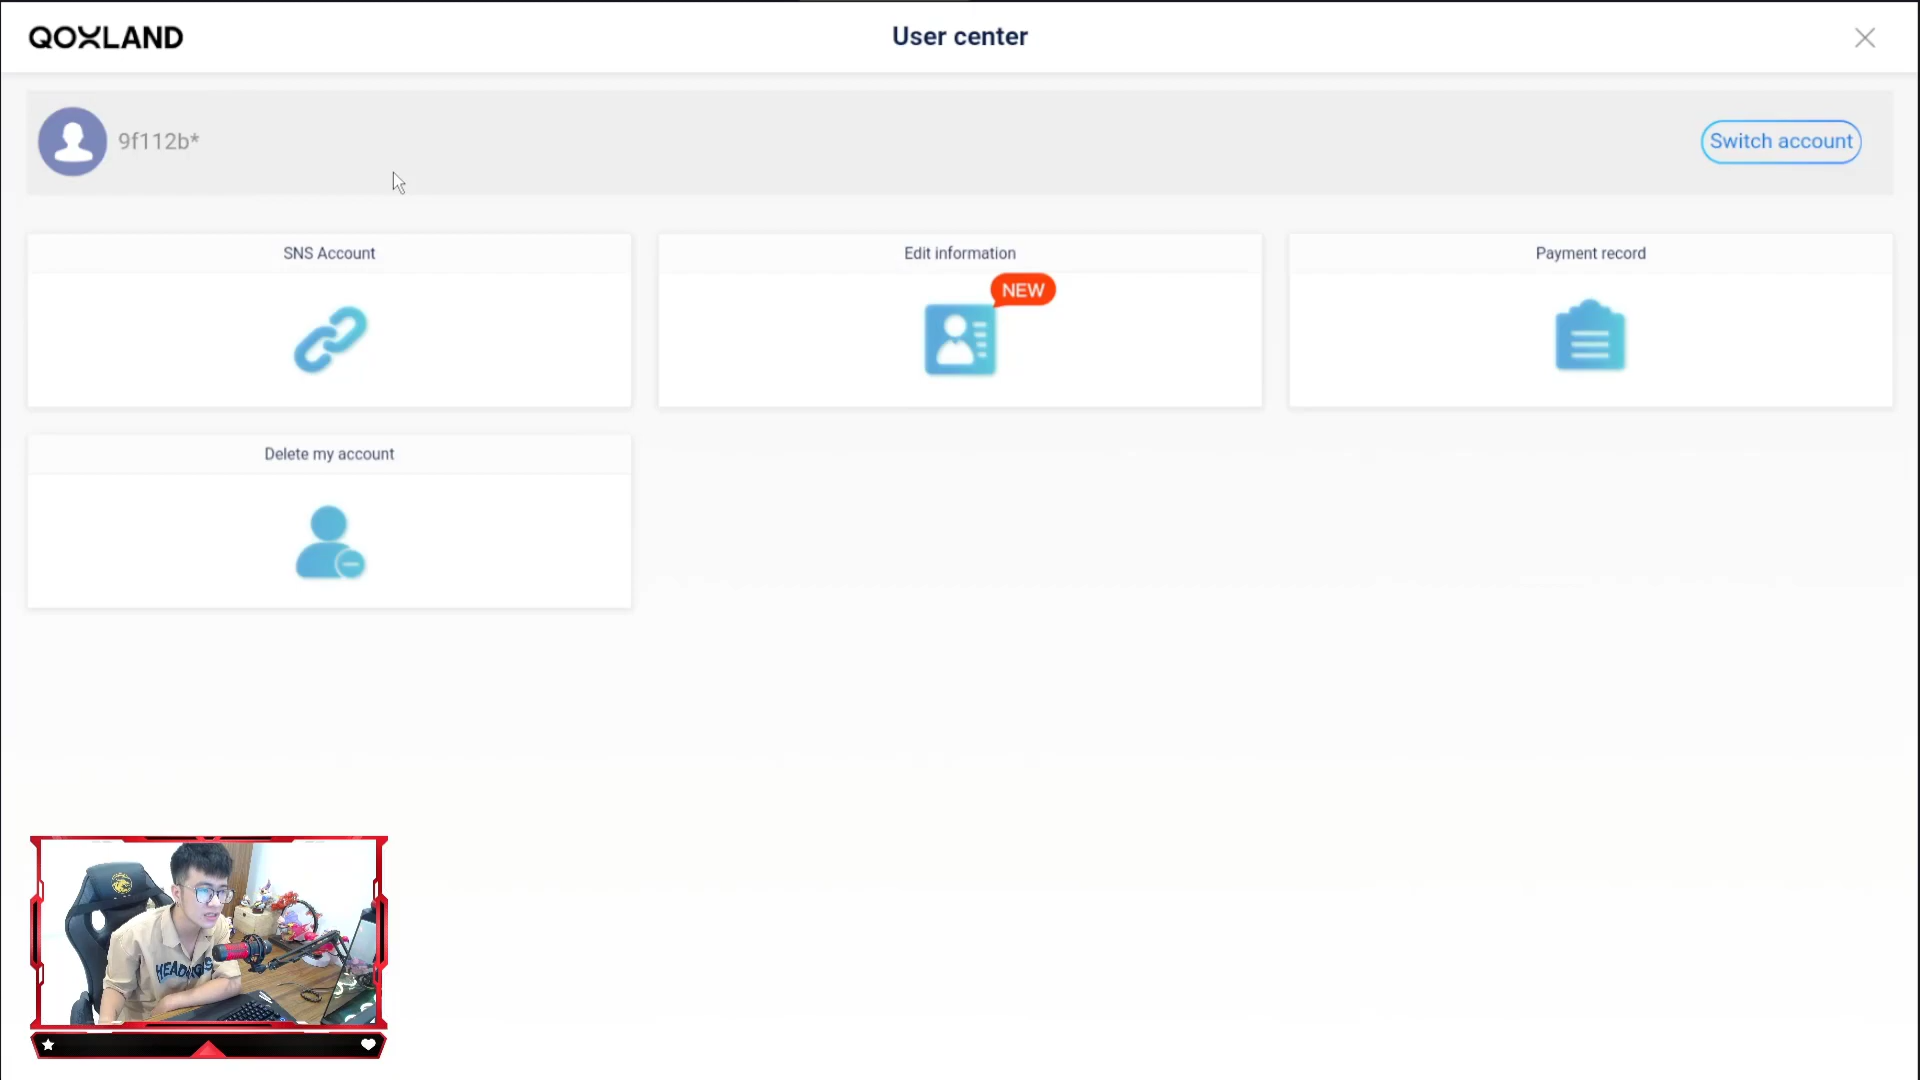 QOXLAND
User center
9f112b*
Switch account
SNS Account
Edit information
Payment record
NEW
Delete my account